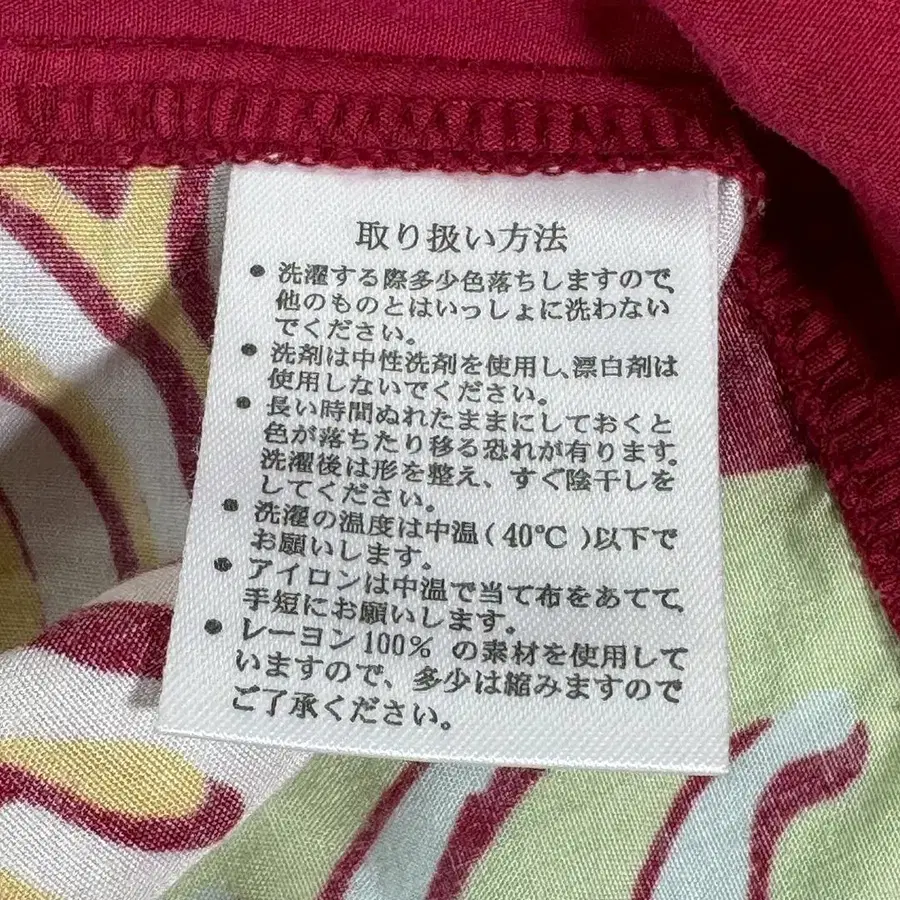 取り扱い方法
● 洗濯する際多少色落ちしますので、
他のものとはいっしょに洗わない
でください。
● 洗剤は中性洗剤を使用し、漂白剤は
使用しないでください。
● 長い時間ぬれたままにしておくと
色が落ちたり移る恐れが有ります。
洗濯後は形を整え、すぐ陰干しを
してください。
● 洗濯の温度は中温(40℃)以下で
お願いします。
● アイロンは中温で当て布をあてて、
手短にお願いします。
● レーヨン100% の素材を使用して
いますので、多少は縮みますので
ご了承ください。